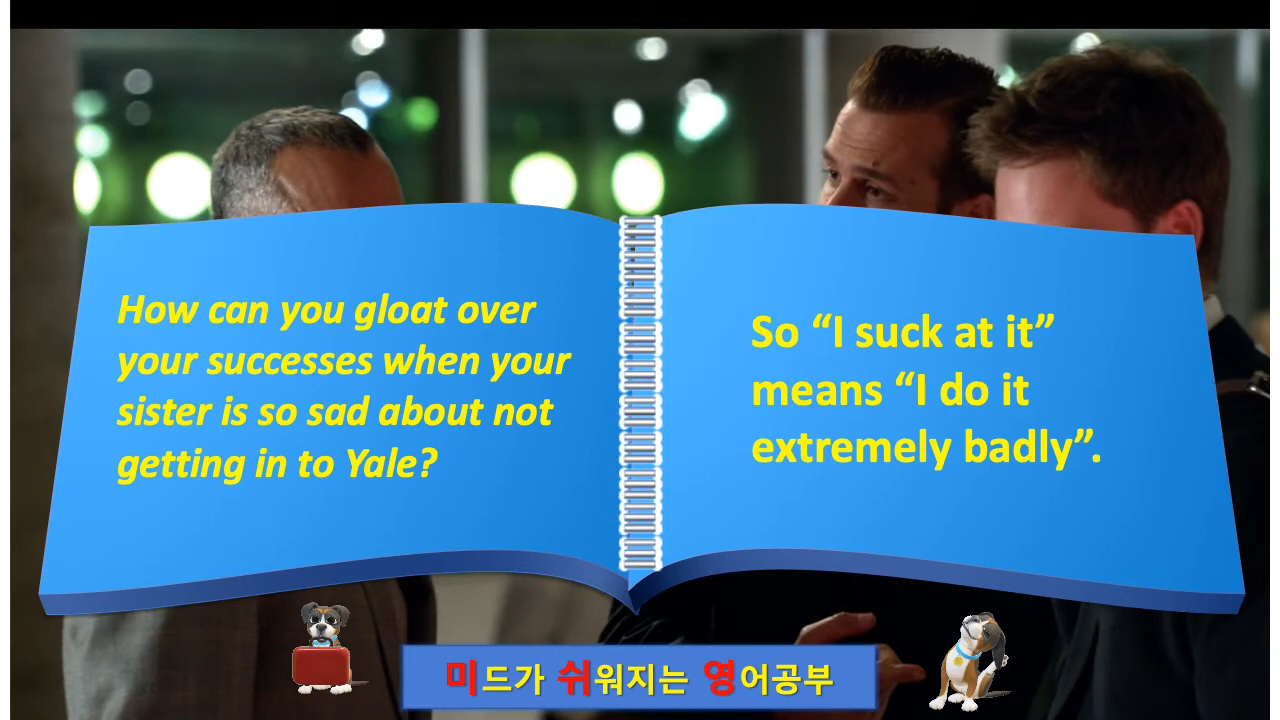 How can you gloat over
your successes when your
sister is so sad about not
getting in to Yale?
So “I suck at it”
means “I do it
extremely badly”.
미드가 쉬워지는 영어공부